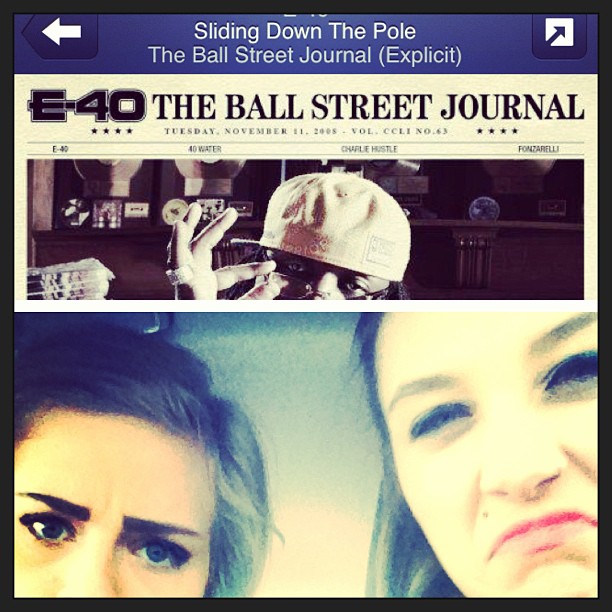 E-40
Sliding Down The Pole
The Ball Street Journal (Explicit)
E-40 THE BALL STREET JOURNAL
TUESDAY, NOVEMBER 11, 2008 - VOL. CCLI NO.63
E-40 40 WATER CHARLIE HUSTLE FONZARELLI